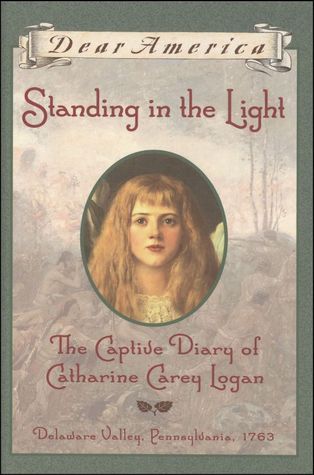 Dear America
Standing in the Light
The Captive Diary of
Catharine Carey Logan
Delaware Valley, Pennsylvania, 1763